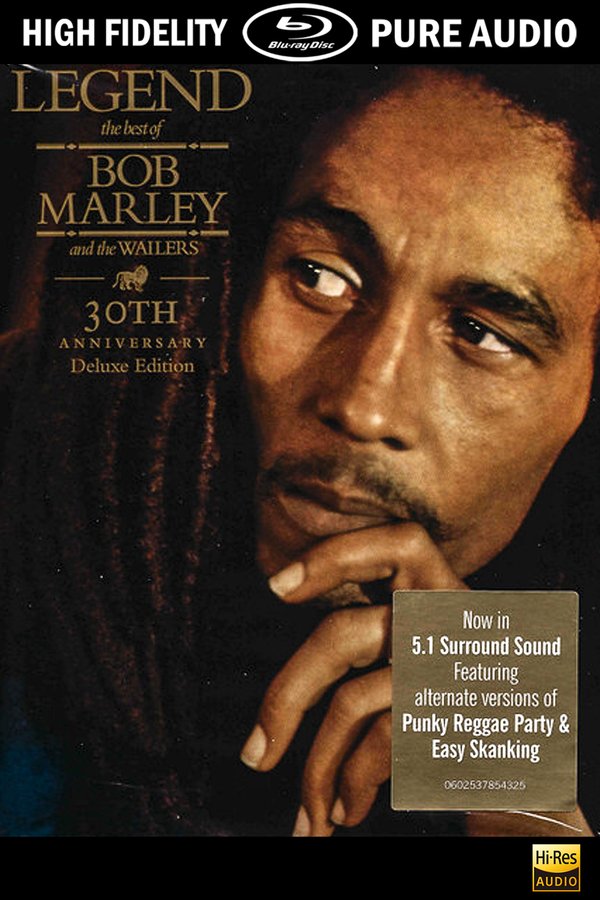 HIGH FIDELITY Blu-ray Disc PURE AUDIO
LEGEND
the best of
BOB
MARLEY
and the WAILERS
30TH
ANNIVERSARY
Deluxe Edition
Now in
5.1 Surround Sound
Featuring
alternate versions of
Punky Reggae Party &
Easy Skanking
0602537854325
Hi-Res
AUDIO